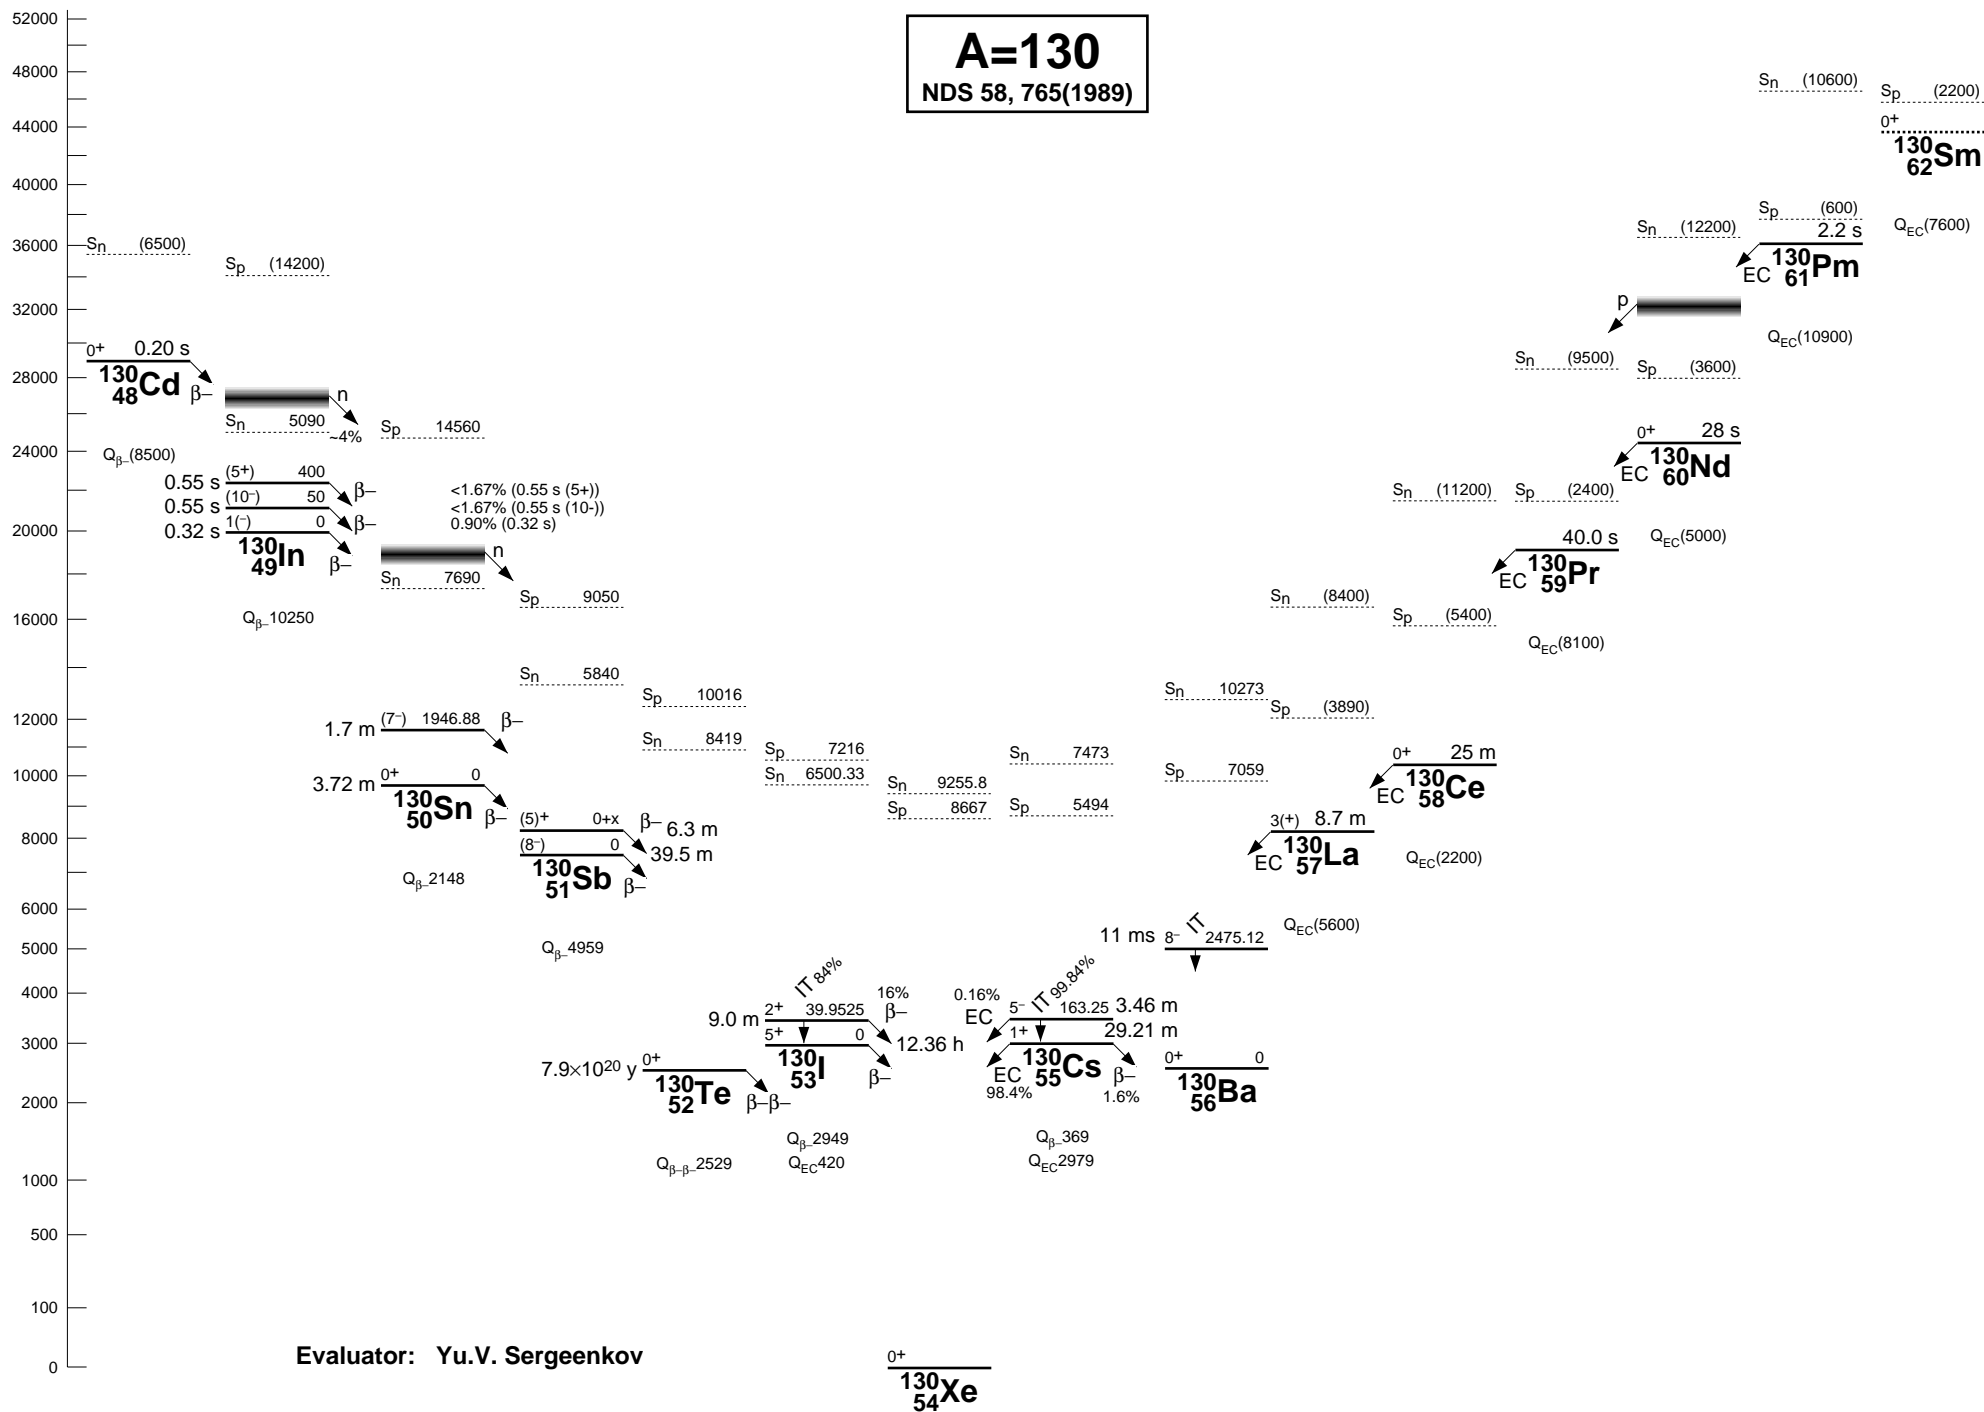 A=130
NDS 58, 765(1989)
52000
48000
44000
40000
36000
32000
28000
24000
20000
16000
12000
10000
8000
6000
5000
4000
3000
2000
1000
500
100
0
Sn (6500)
0+ 0.20 s
130 48Cd
β–
Qβ–(8500)
Sp (14200)
n
~4%
Sn 5090
0.55 s (5+) 400 β–
0.55 s (10–) 50 β–
0.32 s 1(–) 0
130 49In
β–
Qβ–10250
Sp 14560
<1.67% (0.55 s (5+))
<1.67% (0.55 s (10-))
0.90% (0.32 s)
n
Sn 7690
1.7 m (7–) 1946.88 β–
3.72 m 0+ 0
130 50Sn
β–
Qβ–2148
Sp 9050
Sn 5840
(5)+ 0+x β– 6.3 m
(8–) 0 39.5 m
130 51Sb
β–
Qβ–4959
Sp 10016
Sn 8419
7.9×10²⁰ y 0+
130 52Te
β–β–
Qβ–β–2529
Sp 7216
Sn 6500.33
IT 84%
9.0 m 2+ 39.9525
16%
β–
5+ 0 12.36 h
130 53I
β–
Qβ–2949
QEC420
Sn 9255.8
Sp 8667
0+
130 54Xe
Sn 7473
Sp 5494
IT 99.84%
0.16%
EC
5– 163.25 3.46 m
1+ 29.21 m
130 55Cs
EC
98.4%
β–
1.6%
Qβ–369
QEC2979
Sn 10273
Sp 7059
IT
11 ms 8– 2475.12
0+ 0
130 56Ba
Sn (8400)
Sp (3890)
3(+) 8.7 m
EC
130 57La
QEC(5600)
Sn (11200)
Sp (5400)
0+ 25 m
EC
130 58Ce
QEC(2200)
Sn (9500)
Sp (2400)
40.0 s
EC
130 59Pr
QEC(8100)
Sn (12200)
p
Sp (3600)
0+ 28 s
EC
130 60Nd
QEC(5000)
Sn (10600)
Sp (600)
2.2 s
EC
130 61Pm
QEC(10900)
Sp (2200)
0+
130 62Sm
QEC(7600)
Evaluator: Yu.V. Sergeenkov